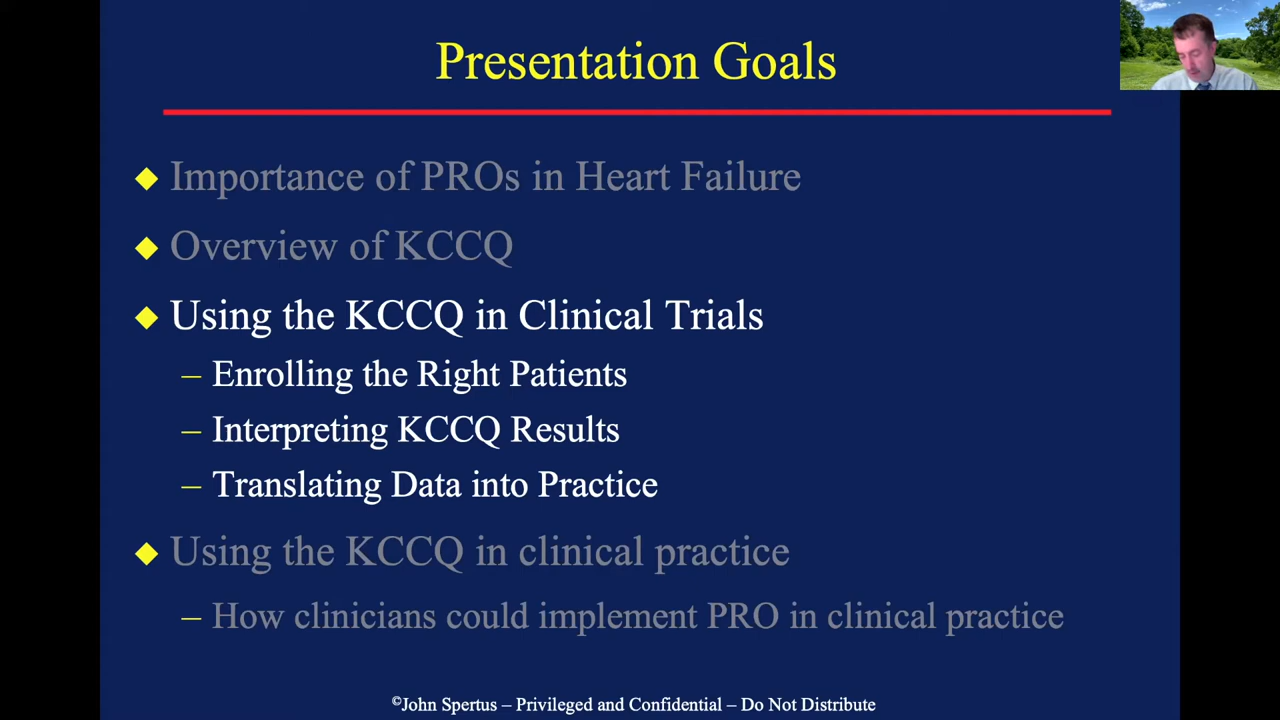 Presentation Goals
Importance of PROs in Heart Failure
Overview of KCCQ
Using the KCCQ in Clinical Trials
– Enrolling the Right Patients
– Interpreting KCCQ Results
– Translating Data into Practice
Using the KCCQ in clinical practice
– How clinicians could implement PRO in clinical practice
©John Spertus – Privileged and Confidential – Do Not Distribute